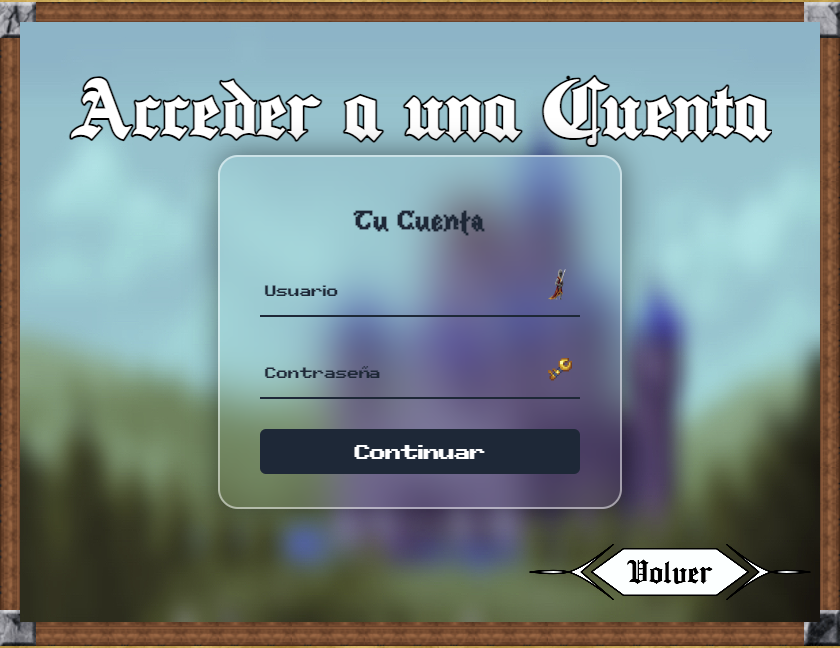 Acceder a una Cuenta
Tu Cuenta
Usuario
Contraseña
Continuar
Volver